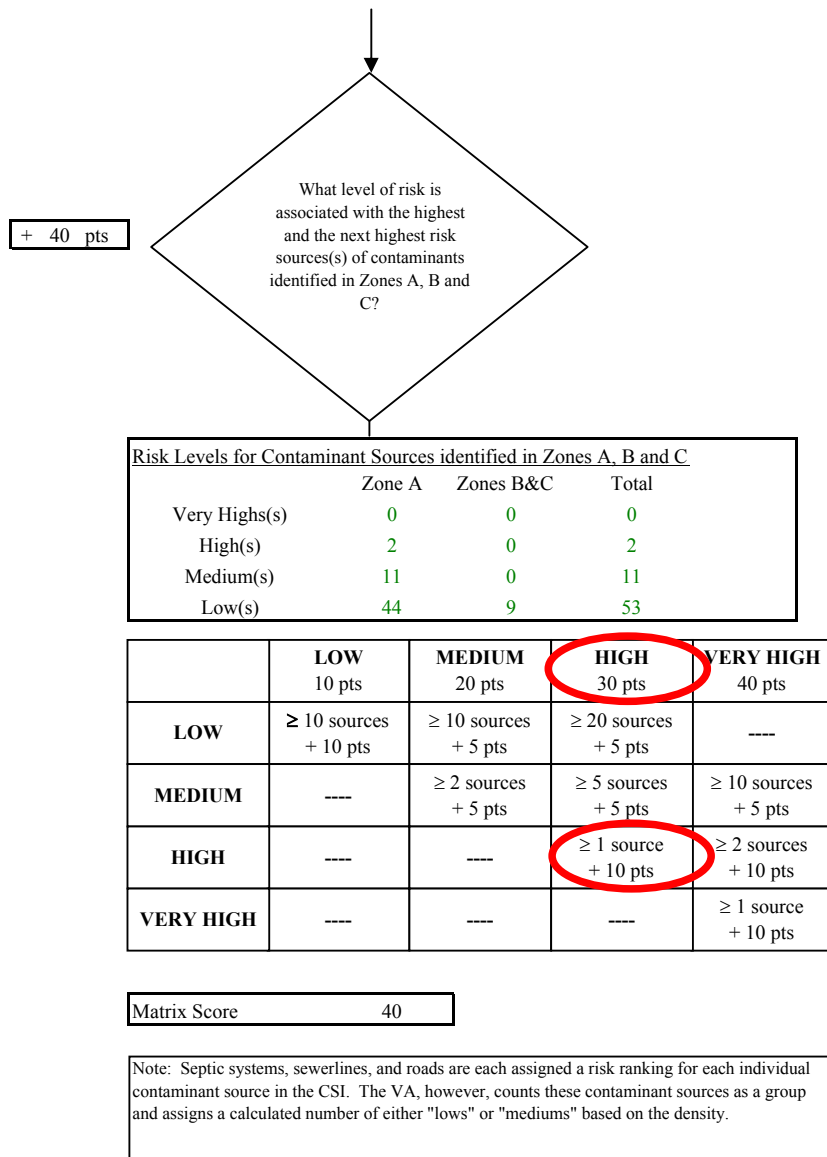 What level of risk is
associated with the highest
and the next highest risk
sources(s) of contaminants
identified in Zones A, B and
C?
+ 40 pts
Risk Levels for Contaminant Sources identified in Zones A, B and C
Zone A Zones B&C Total
Very Highs(s) 0 0 0
High(s) 2 0 2
Medium(s) 11 0 11
Low(s) 44 9 53
LOW MEDIUM HIGH VERY HIGH
10 pts 20 pts 30 pts 40 pts
LOW ≥ 10 sources ≥ 10 sources ≥ 20 sources ----
+ 10 pts + 5 pts + 5 pts
MEDIUM ---- ≥ 2 sources ≥ 5 sources ≥ 10 sources
+ 5 pts + 5 pts + 5 pts
HIGH ---- ---- ≥ 1 source ≥ 2 sources
+ 10 pts + 10 pts
VERY HIGH ---- ---- ---- ≥ 1 source
+ 10 pts
Matrix Score 40
Note: Septic systems, sewerlines, and roads are each assigned a risk ranking for each individual
contaminant source in the CSI. The VA, however, counts these contaminant sources as a group
and assigns a calculated number of either "lows" or "mediums" based on the density.